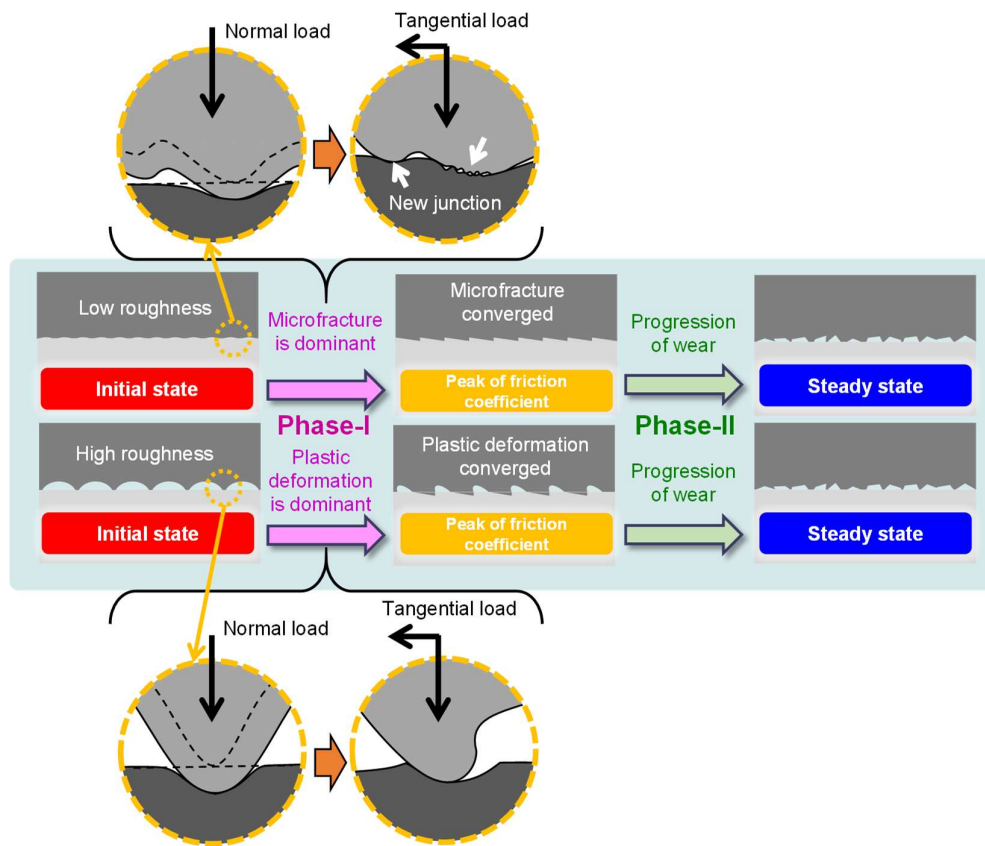 Normal load
Tangential load
New junction
Low roughness
Microfracture
is dominant
Microfracture
converged
Progression
of wear
Initial state
Peak of friction
coefficient
Steady state
Phase-I
Phase-II
High roughness
Plastic
deformation
is dominant
Plastic deformation
converged
Progression
of wear
Initial state
Peak of friction
coefficient
Steady state
Normal load
Tangential load